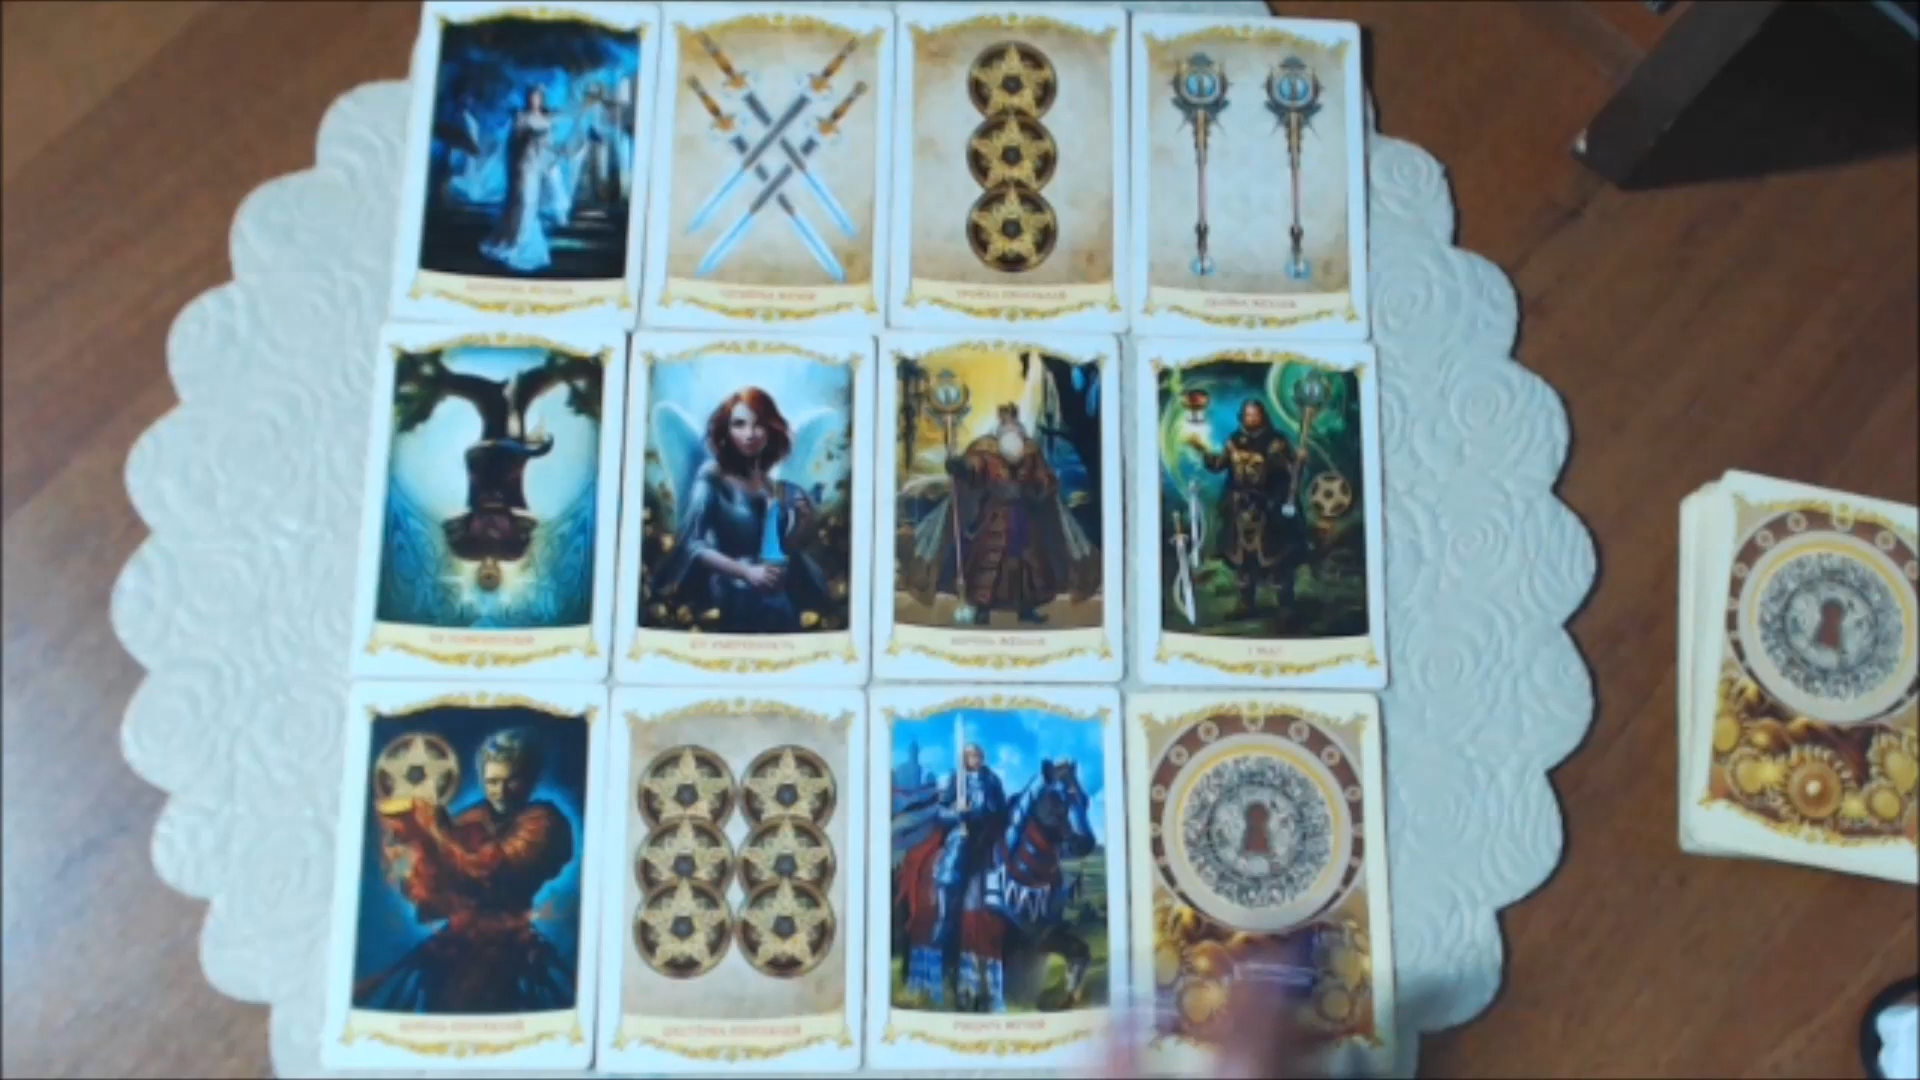 ЧЕТВЕРКА МЕЧЕЙ
ТРОЙКА ПЕНТАКЛЕЙ
ДВОЙКА ЖЕЗЛОВ
XII ПОВЕШЕННЫЙ
XIV УМЕРЕННОСТЬ
КОРОЛЬ ЖЕЗЛОВ
I МАГ
КОРОЛЬ ПЕНТАКЛЕЙ
ШЕСТЕРКА ПЕНТАКЛЕЙ
РЫЦАРЬ МЕЧЕЙ